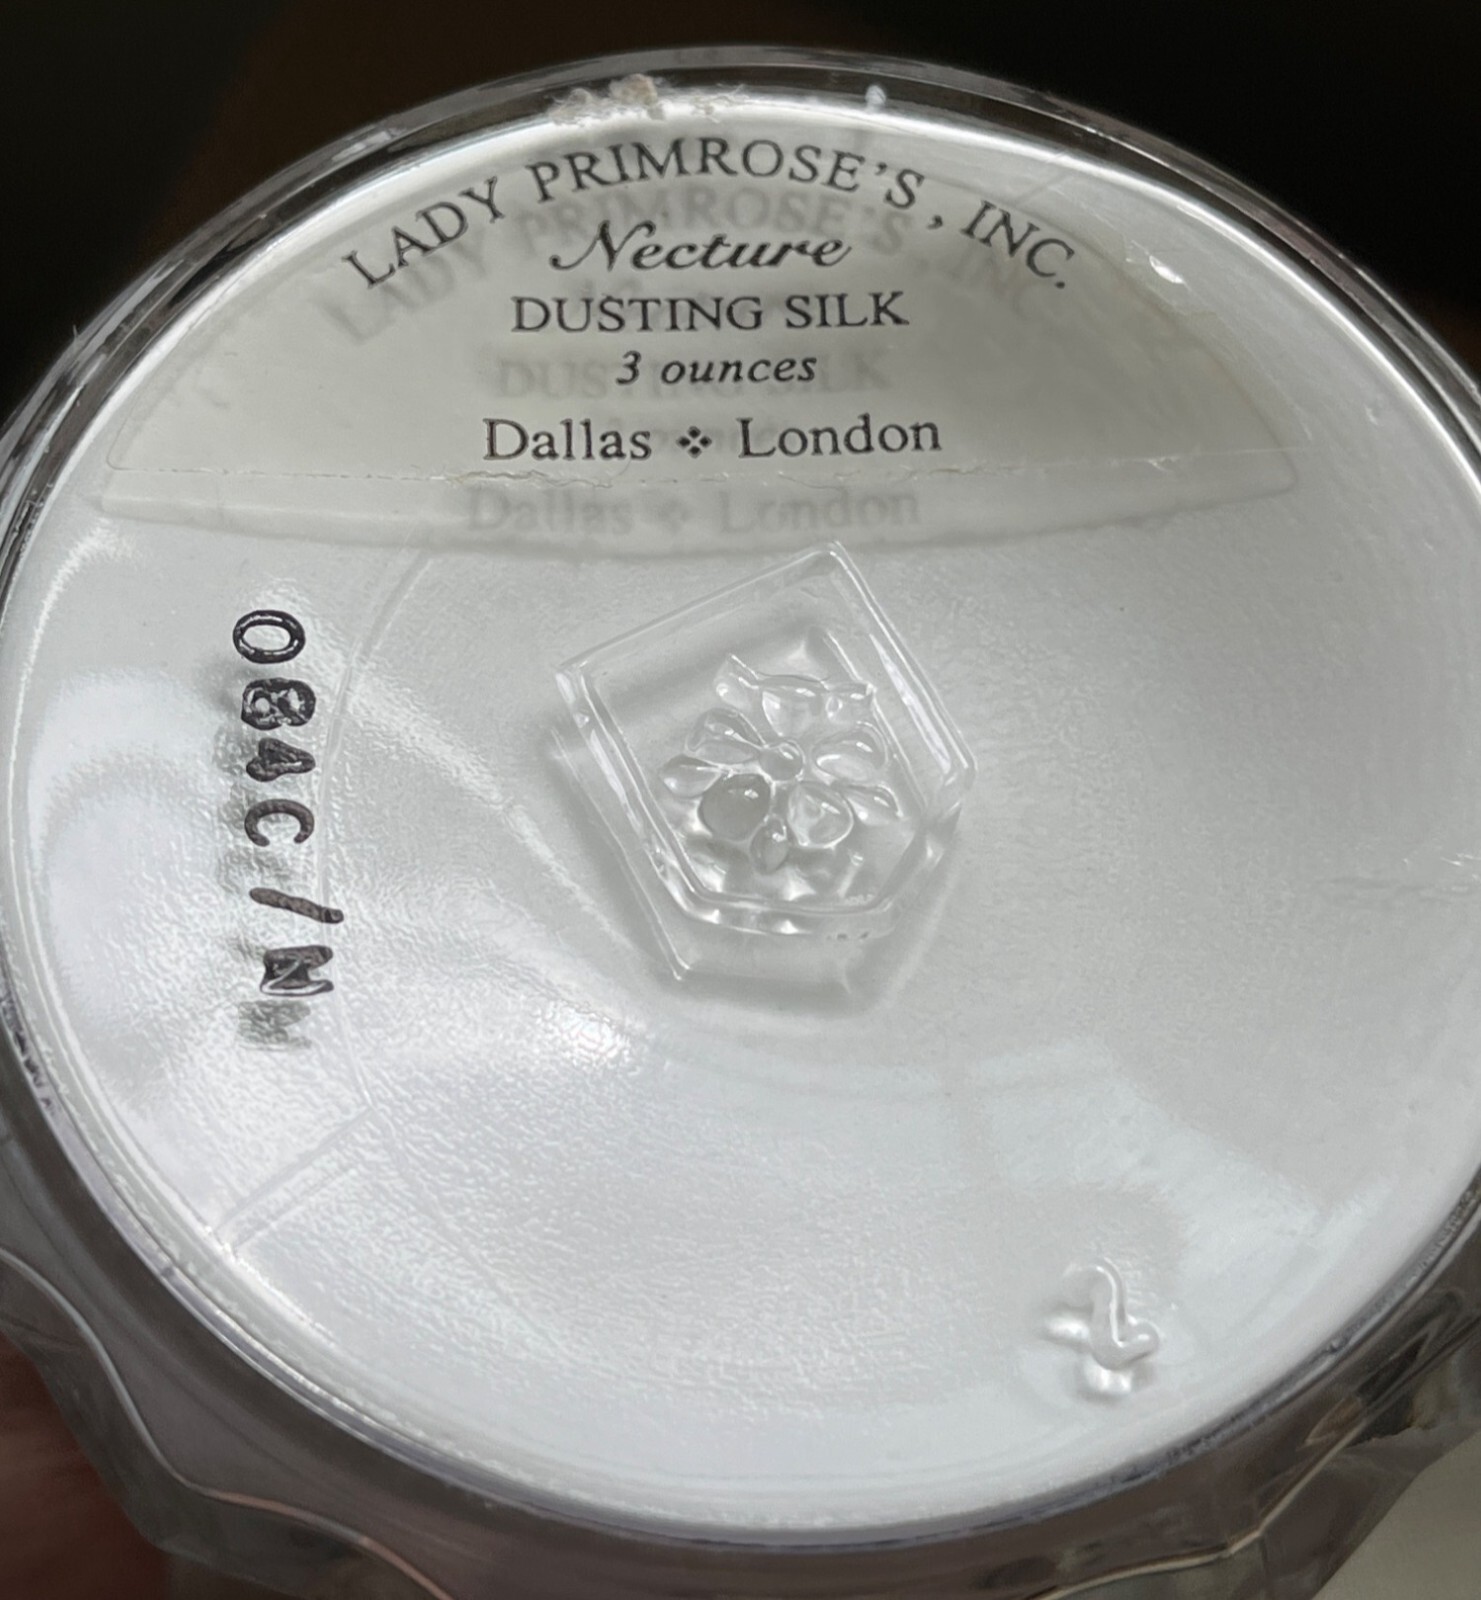 LADY PRIMROSE'S, INC.
Necture
DUSTING SILK
3 ounces
Dallas ❖ London
084C/N